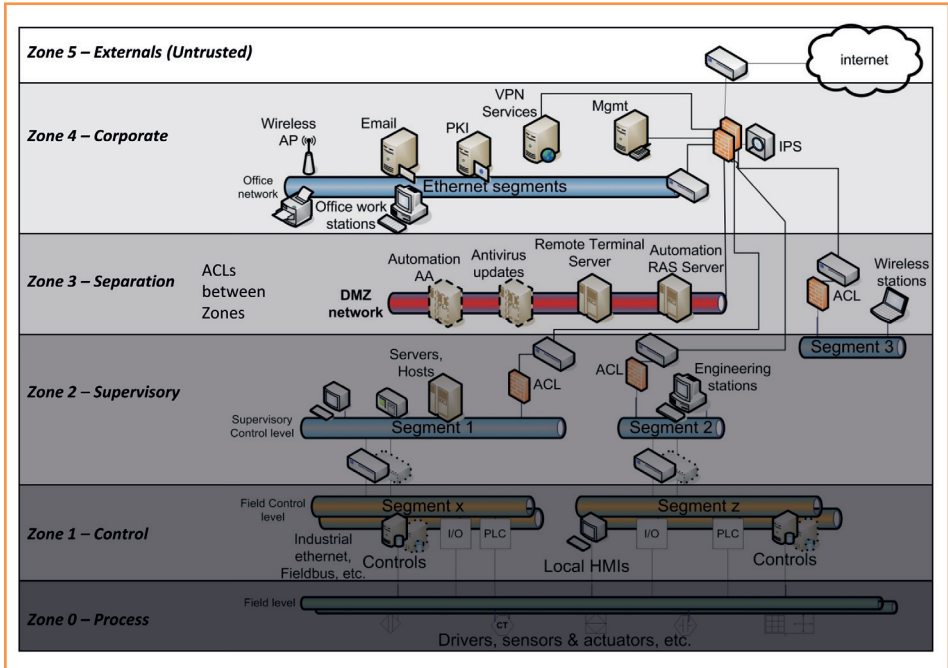 Zone 5 – Externals (Untrusted)
internet
Zone 4 – Corporate
Wireless
AP
Email
PKI
VPN
Services
Mgmt
IPS
Office
network
Ethernet segments
Office work
stations
Zone 3 – Separation
ACLs
between
Zones
Automation
AA
Antivirus
updates
Remote Terminal
Server
Automation
RAS Server
DMZ
network
ACL
Wireless
stations
Segment 3
Zone 2 – Supervisory
Servers,
Hosts
ACL
ACL
Engineering
stations
Supervisory
Control level
Segment 1
Segment 2
Zone 1 – Control
Field Control
level
Segment x
Segment z
Industrial
ethernet,
Fieldbus, etc.
Controls
I/O
PLC
Local HMIs
I/O
PLC
Controls
Zone 0 – Process
Field level
CT
Drivers, sensors & actuators, etc.